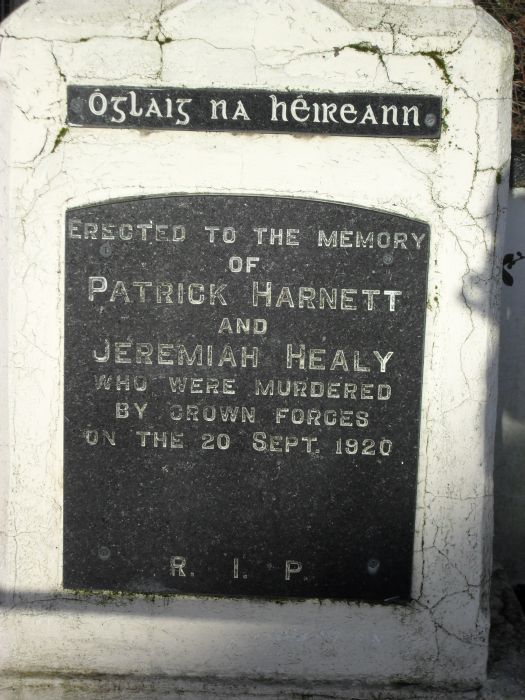 Óglaig na hÉireann
ERECTED TO THE MEMORY
OF
PATRICK HARNETT
AND
JEREMIAH HEALY
WHO WERE MURDERED
BY CROWN FORCES
ON THE 20 SEPT. 1920
R. I. P.